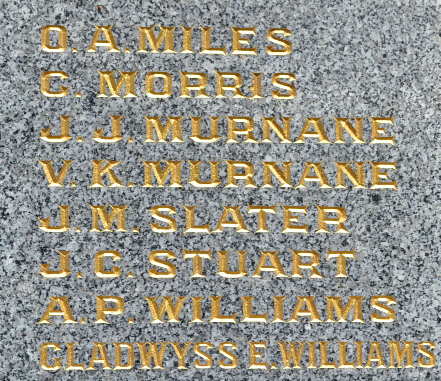 O.A.MILES
C. MORRIS
J.J. MURNANE
V.K. MURNANE
J.M. SLATER
J.C. STUART
A.P. WILLIAMS
GLADWYSS E. WILLIAMS